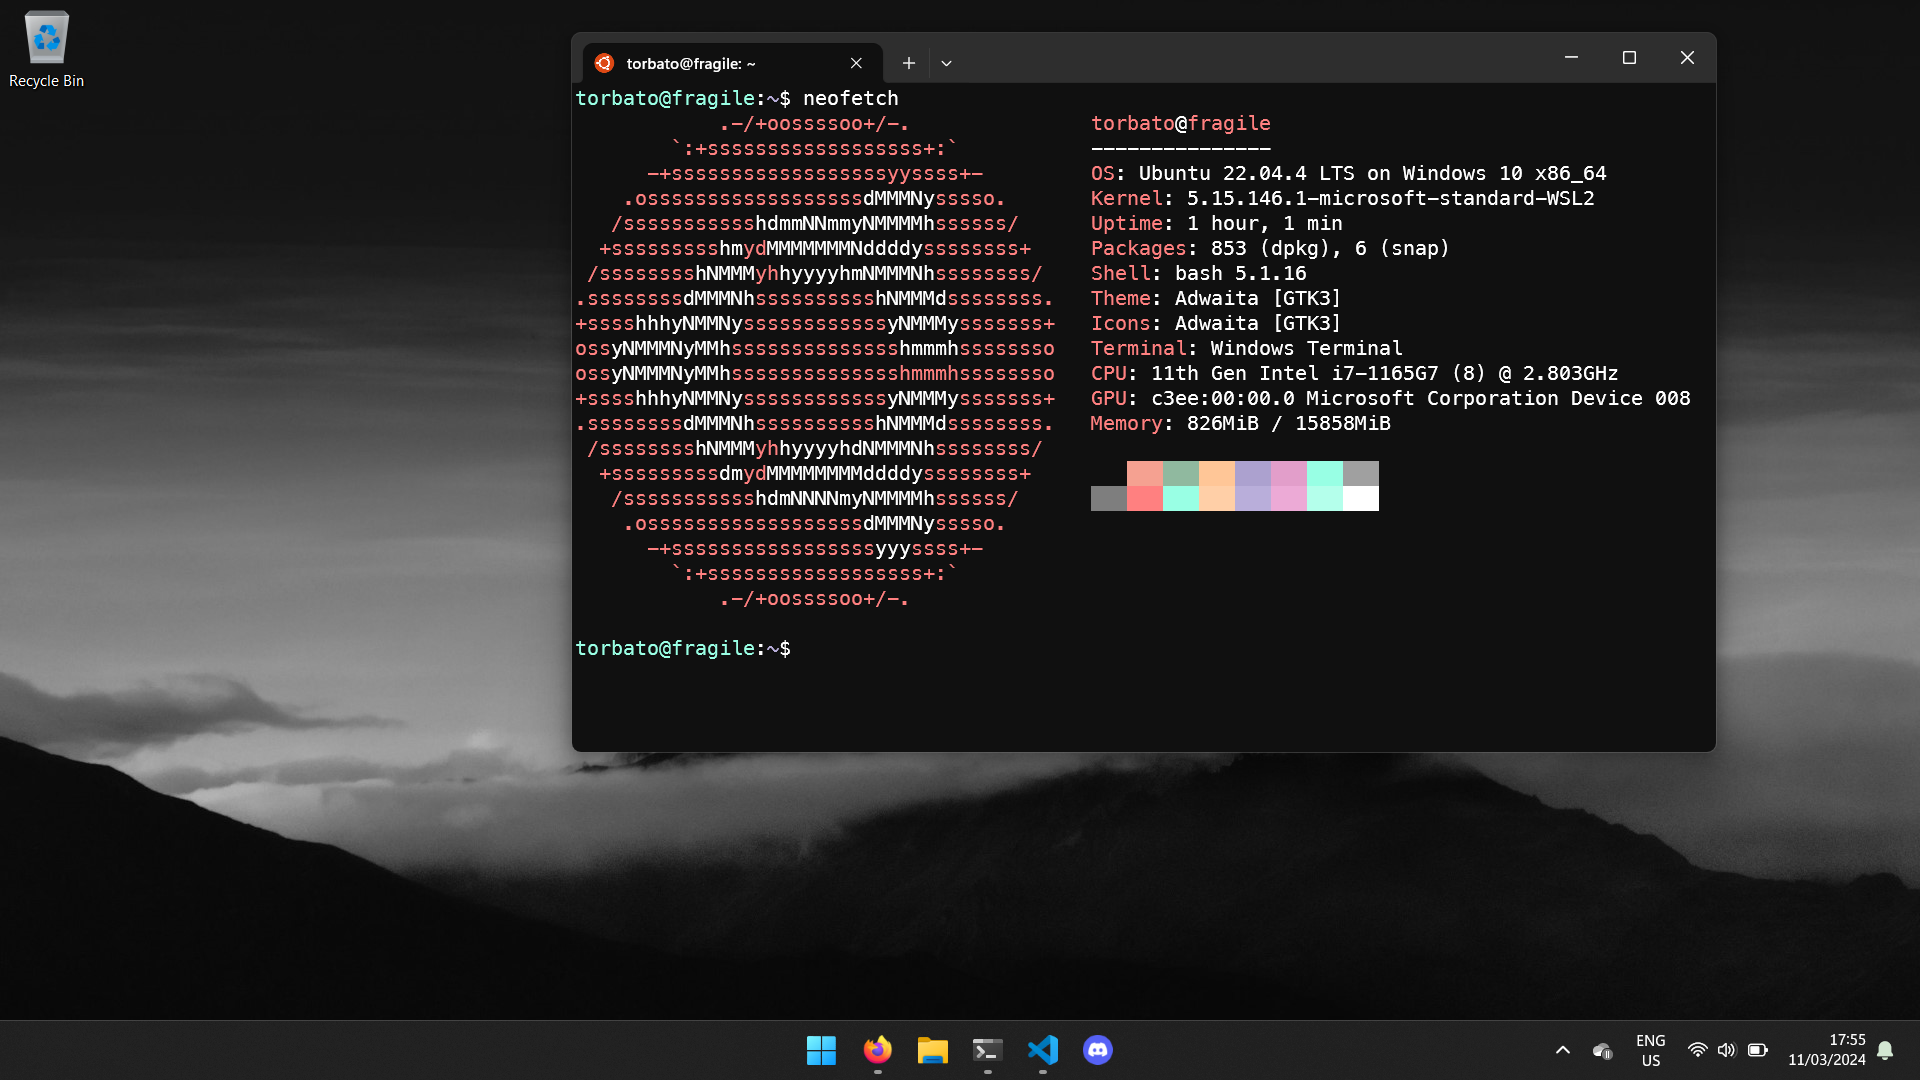 Recycle Bin
torbato@fragile: ~
torbato@fragile:~$ neofetch
            .-/+oossssoo+/-.               torbato@fragile
        `:+ssssssssssssssssss+:`           ---------------
      -+ssssssssssssssssssyyssss+-         OS: Ubuntu 22.04.4 LTS on Windows 10 x86_64
    .ossssssssssssssssssdMMMNysssso.       Kernel: 5.15.146.1-microsoft-standard-WSL2
   /ssssssssssshdmmNNmmyNMMMMhssssss/      Uptime: 1 hour, 1 min
  +ssssssssshmydMMMMMMMNddddyssssssss+     Packages: 853 (dpkg), 6 (snap)
 /sssssssshNMMMyhhyyyyhmNMMMNhssssssss/    Shell: bash 5.1.16
.ssssssssdMMMNhsssssssssshNMMMdssssssss.   Theme: Adwaita [GTK3]
+sssshhhyNMMNyssssssssssssyNMMMysssssss+   Icons: Adwaita [GTK3]
ossyNMMMNyMMhsssssssssssssshmmmhssssssso   Terminal: Windows Terminal
ossyNMMMNyMMhsssssssssssssshmmmhssssssso   CPU: 11th Gen Intel i7-1165G7 (8) @ 2.803GHz
+sssshhhyNMMNyssssssssssssyNMMMysssssss+   GPU: c3ee:00:00.0 Microsoft Corporation Device 008
.ssssssssdMMMNhsssssssssshNMMMdssssssss.   Memory: 826MiB / 15858MiB
 /sssssssshNMMMyhhyyyyhdNMMMNhssssssss/
  +sssssssssdmydMMMMMMMMddddyssssssss+
   /ssssssssssshdmNNNNmyNMMMMhssssss/
    .ossssssssssssssssssdMMMNysssso.
      -+sssssssssssssssssyyyssss+-
        `:+ssssssssssssssssss+:`
            .-/+oossssoo+/-.
torbato@fragile:~$
ENG
US
17:55
11/03/2024